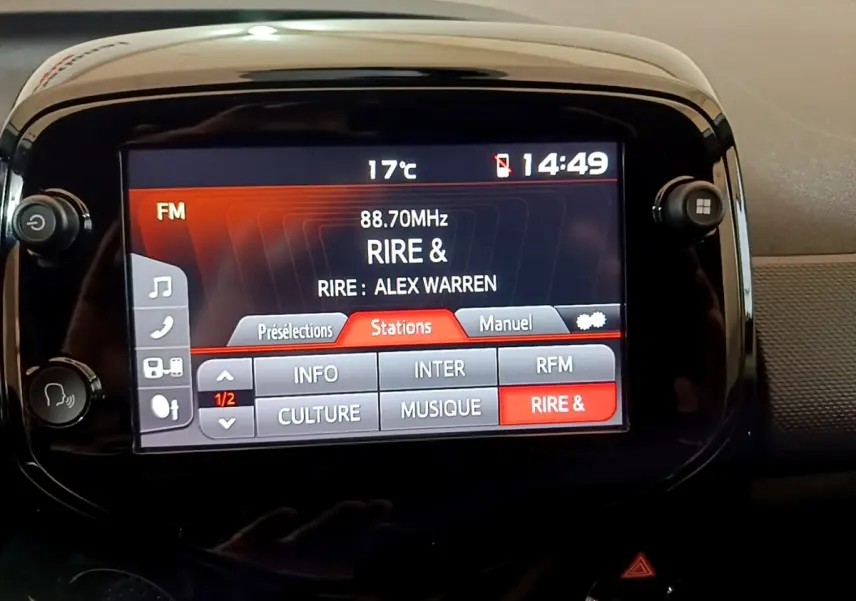 17°C 14:49
FM
88.70MHz
RIRE &
RIRE : ALEX WARREN
Présélections Stations Manuel
INFO INTER RFM
1/2
CULTURE MUSIQUE RIRE &